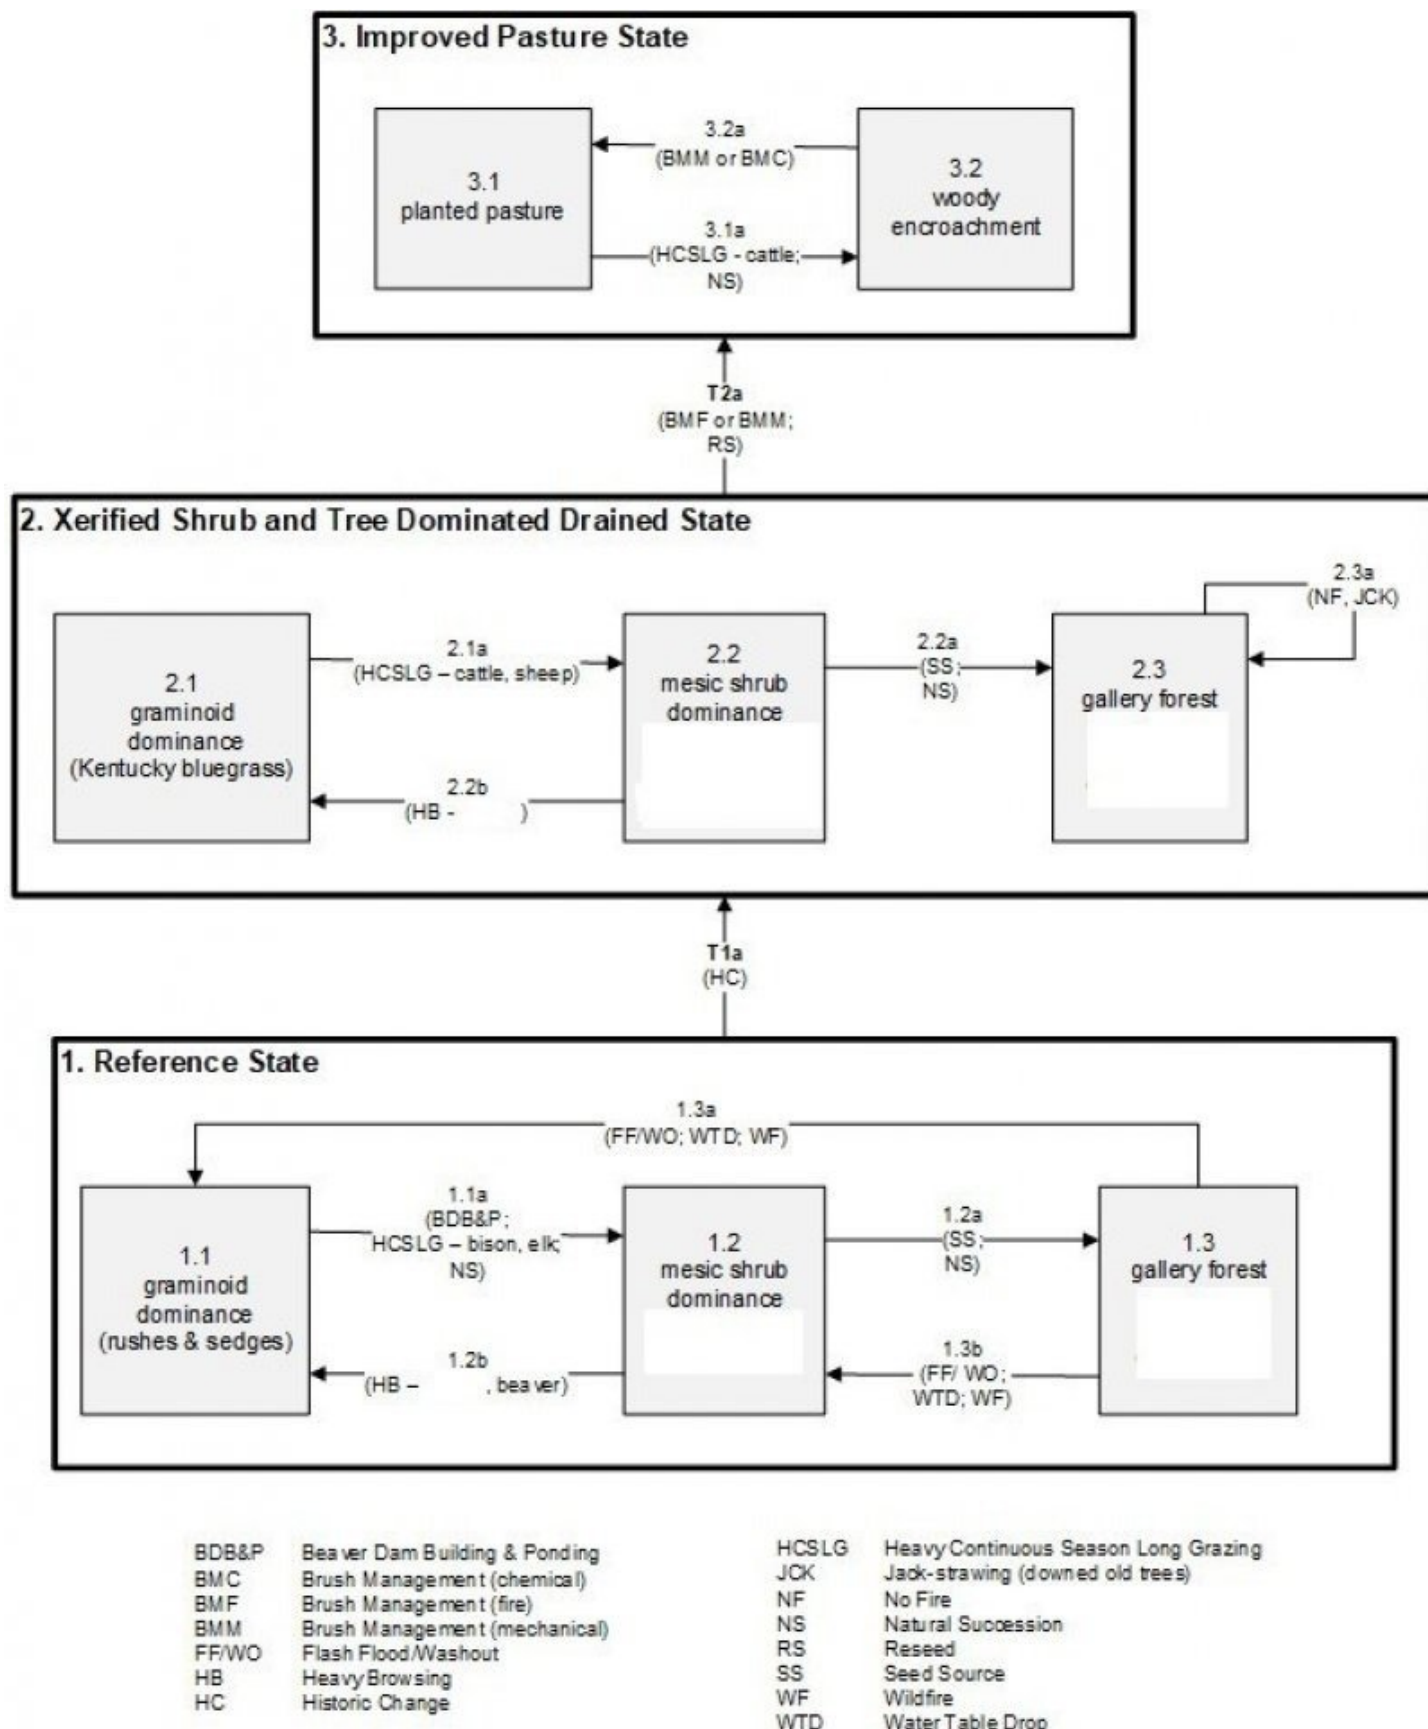 3. Improved Pasture State
3.1
planted pasture
3.2a
(BMM or BMC)
3.1a
(HCSLG - cattle;
NS)
3.2
woody
encroachment
T2a
(BMF or BMM;
RS)
2. Xerified Shrub and Tree Dominated Drained State
2.1
graminoid
dominance
(Kentucky bluegrass)
2.1a
(HCSLG – cattle, sheep)
2.2b
(HB - )
2.2
mesic shrub
dominance
2.2a
(SS;
NS)
2.3
gallery forest
2.3a
(NF, JCK)
T1a
(HC)
1. Reference State
1.3a
(FF/WO; WTD; WF)
1.1
graminoid
dominance
(rushes & sedges)
1.1a
(BDB&P;
HCSLG – bison, elk;
NS)
1.2b
(HB – , beaver)
1.2
mesic shrub
dominance
1.2a
(SS;
NS)
1.3b
(FF/ WO;
WTD; WF)
1.3
gallery forest
BDB&P Beaver Dam Building & Ponding
BMC Brush Management (chemical)
BMF Brush Management (fire)
BMM Brush Management (mechanical)
FF/WO Flash Flood/Washout
HB Heavy Browsing
HC Historic Change
HCSLG Heavy Continuous Season Long Grazing
JCK Jack-strawing (downed old trees)
NF No Fire
NS Natural Succession
RS Reseed
SS Seed Source
WF Wildfire
WTD Water Table Drop